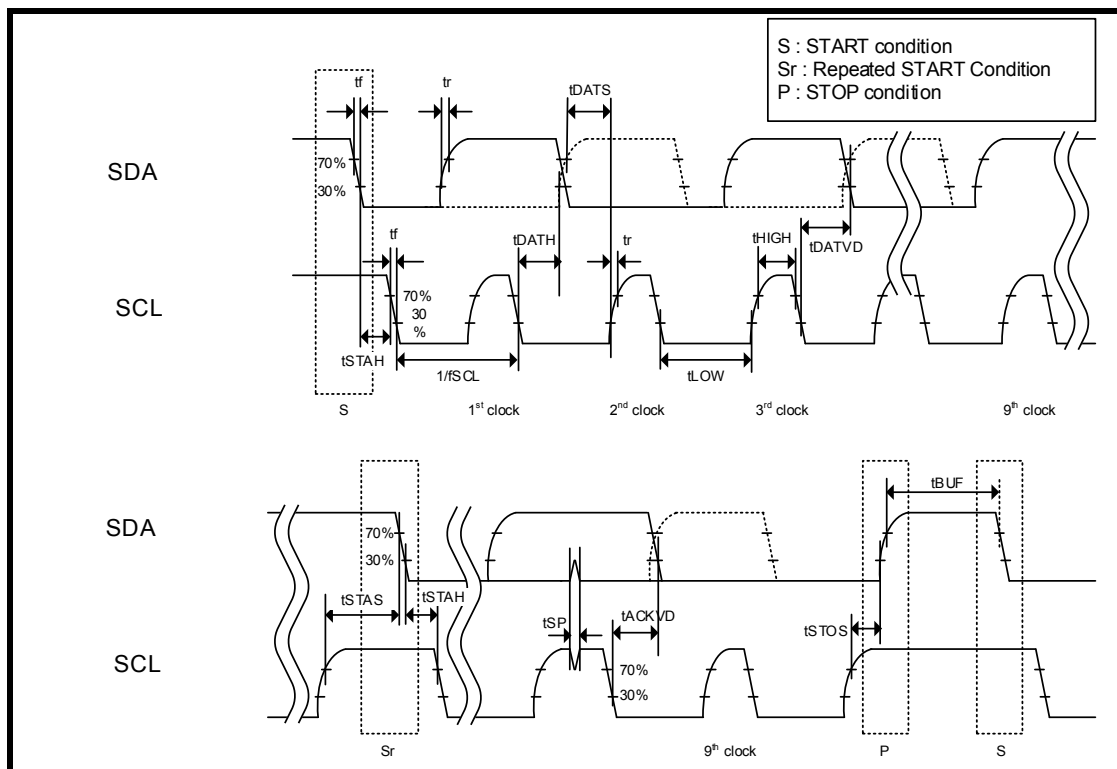 S : START condition
Sr : Repeated START Condition
P : STOP condition
tf
tr
tDATS
SDA
70%
30%
tf
tDATH
tr
tHIGH
tDATVD
SCL
70%
30
%
tSTAH
1/fSCL
tLOW
S
1st clock
2nd clock
3rd clock
9th clock
tBUF
SDA
70%
30%
tSTAS
tSTAH
tSP
tACKVD
tSTOS
SCL
70%
30%
Sr
9th clock
P
S